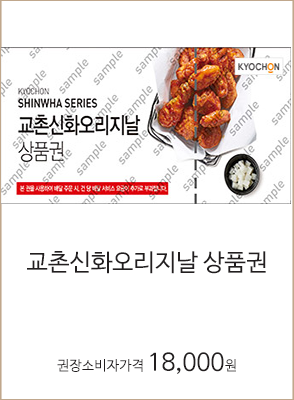 KYOCHON
KYOCHON
SHINWHA SERIES
교촌신화오리지날
상품권
본 권을 사용하여 배달 주문 시, 건 당 배달 서비스 요금이 추가로 부과됩니다.
sample
sample
sample
sample
sample
sample
sample
sample
교촌신화오리지날 상품권
권장소비자가격 18,000원